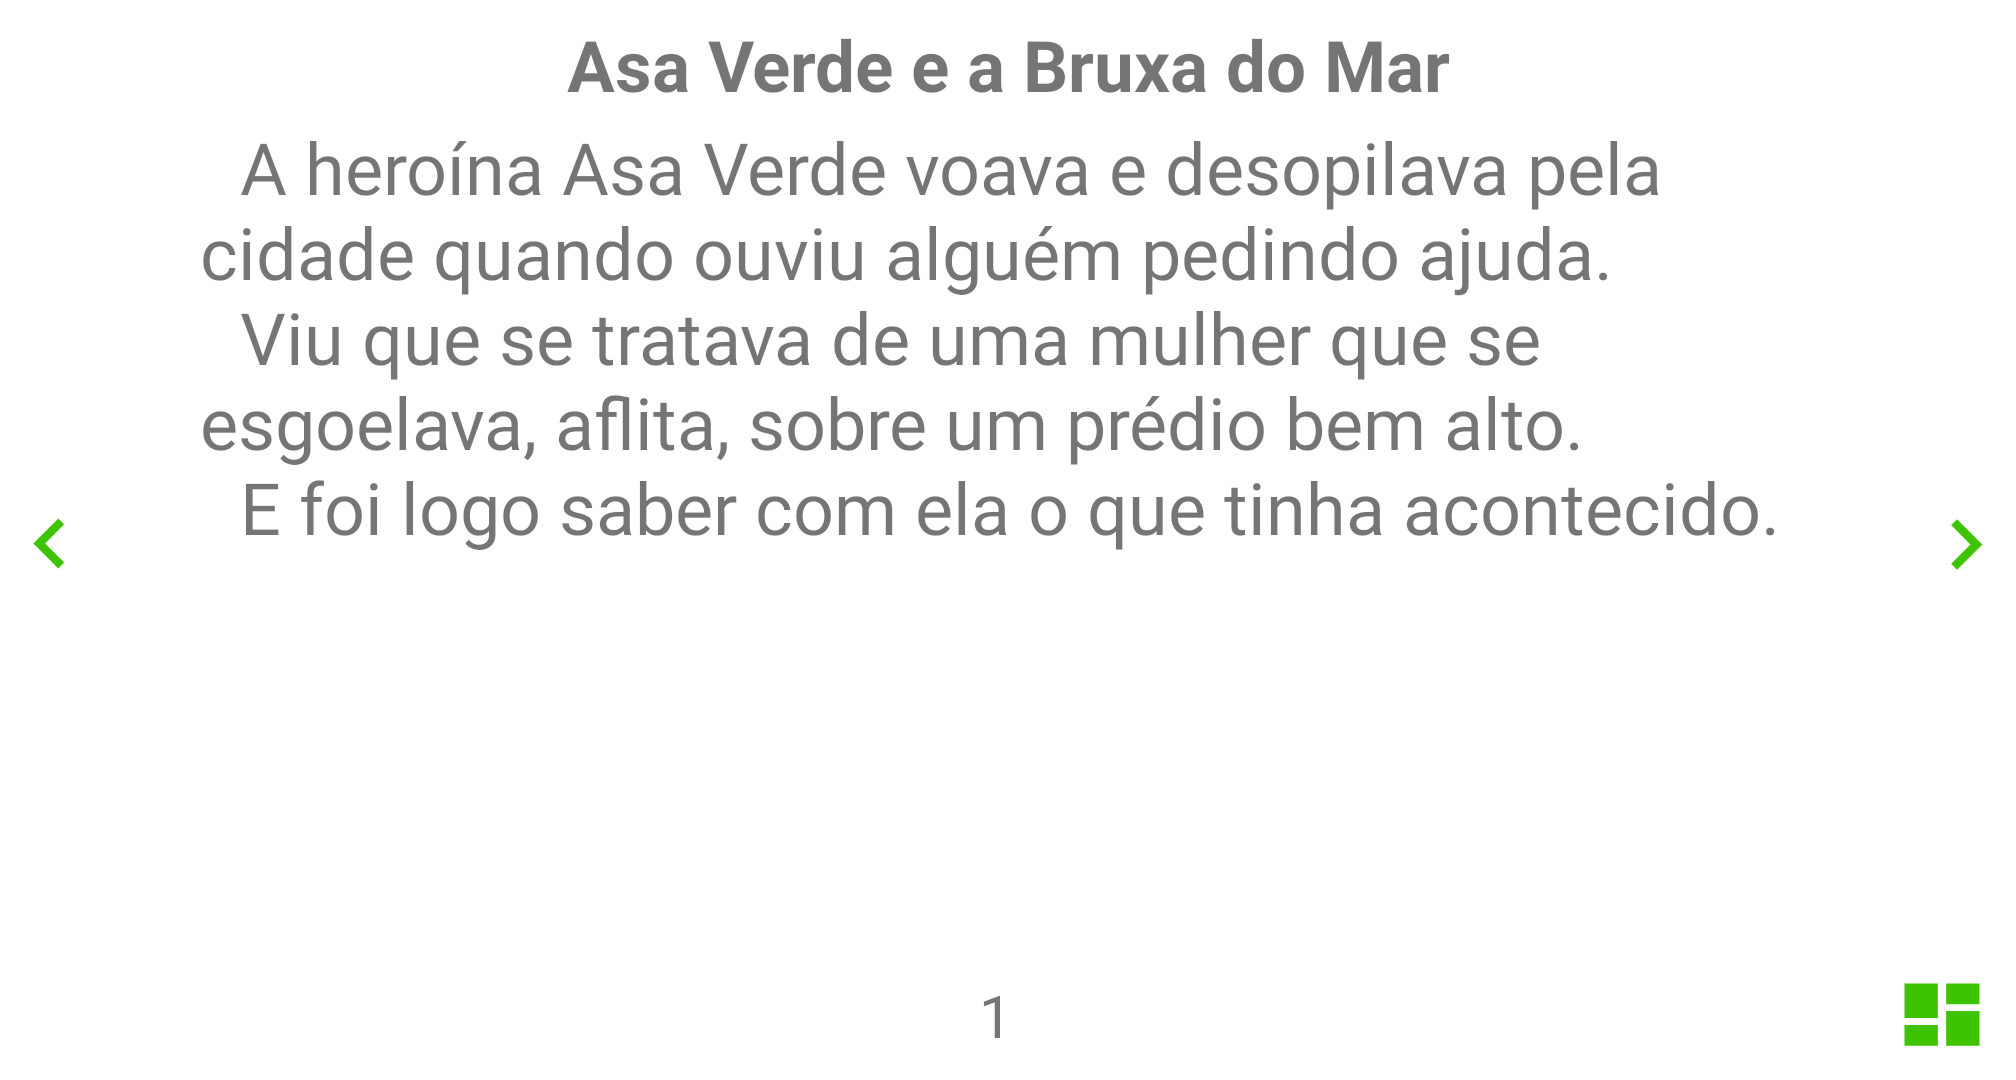 Asa Verde e a Bruxa do Mar
A heroína Asa Verde voava e desopilava pela
cidade quando ouviu alguém pedindo ajuda.
Viu que se tratava de uma mulher que se
esgoelava, aflita, sobre um prédio bem alto.
E foi logo saber com ela o que tinha acontecido.
1